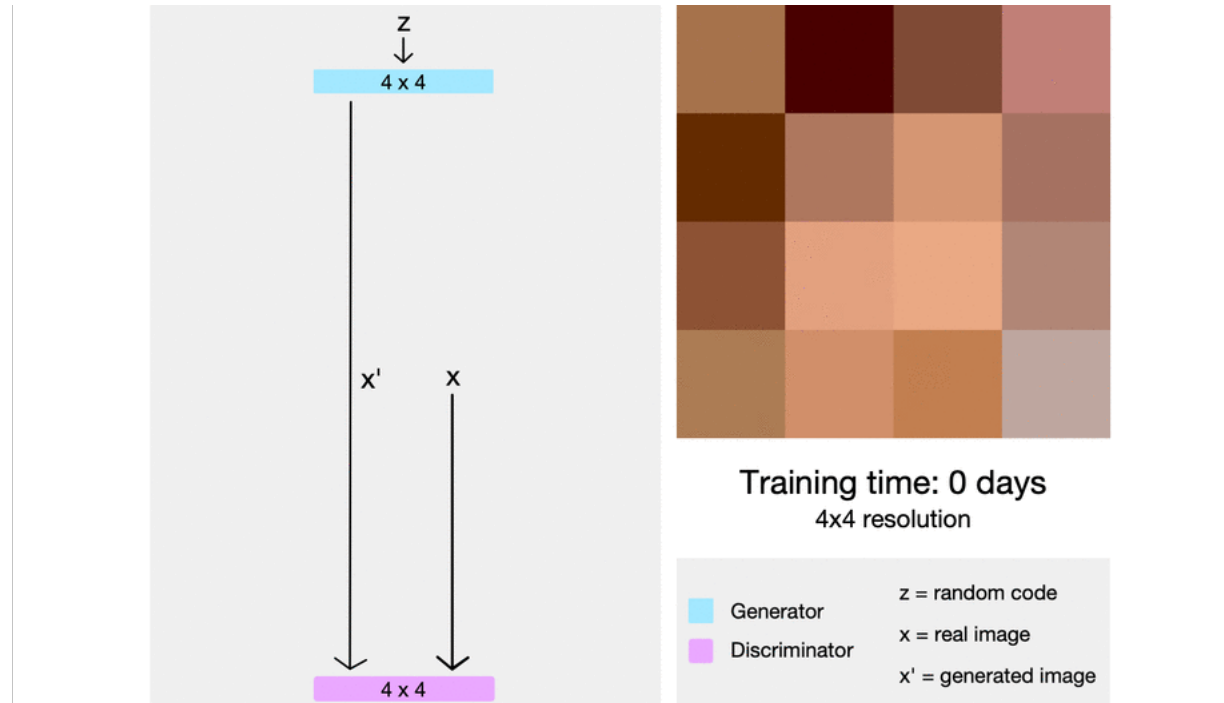 z
4 x 4
x'
x
4 x 4
Training time: 0 days
4x4 resolution
Generator
Discriminator
z = random code
x = real image
x' = generated image